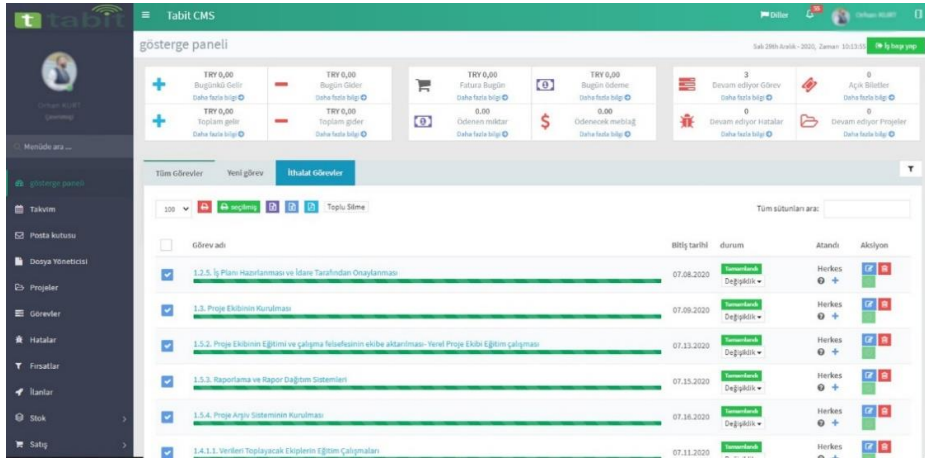 tabit
Tabit CMS
Diller
gösterge paneli
Salı 29th Aralık - 2020, Zaman 10:13:55
İş başı yap
TRY 0,00
Bugünkü Gelir
Daha fazla bilgi
TRY 0,00
Bugün Gider
Daha fazla bilgi
TRY 0,00
Toplam gelir
Daha fazla bilgi
TRY 0,00
Toplam gider
Daha fazla bilgi
TRY 0,00
Fatura Bugün
Daha fazla bilgi
TRY 0,00
Bugün ödeme
Daha fazla bilgi
0.00
Ödenen miktar
Daha fazla bilgi
0.00
Ödenecek meblağ
Daha fazla bilgi
3
Devam ediyor Görev
Daha fazla bilgi
0
Açık Biletler
Daha fazla bilgi
0
Devam ediyor Hatalar
Daha fazla bilgi
0
Devam ediyor Projeler
Daha fazla bilgi
Menüde ara ...
gösterge paneli
Takvim
Posta kutusu
Dosya Yöneticisi
Projeler
Görevler
Hatalar
Fırsatlar
İlanlar
Stok
Satış
Tüm Görevler
Yeni görev
İthalat Görevler
100
seçilmiş
Toplu Silme
Tüm sütunları ara:
Görev adı
Bitiş tarihi
durum
Atandı
Aksiyon
1.2.5. İş Planı Hazırlanması ve İdare Tarafından Onaylanması
07.08.2020
Tamamlandı
Değişiklik
Herkes
1.3. Proje Ekibinin Kurulması
07.09.2020
Tamamlandı
Değişiklik
Herkes
1.5.2. Proje Ekibinin Eğitimi ve çalışma felsefesinin ekibe aktarılması- Yerel Proje Ekibi Eğitim çalışması
07.13.2020
Tamamlandı
Değişiklik
Herkes
1.5.3. Raporlama ve Rapor Dağıtım Sistemleri
07.15.2020
Tamamlandı
Değişiklik
Herkes
1.5.4. Proje Arşiv Sisteminin Kurulması
07.16.2020
Tamamlandı
Değişiklik
Herkes
1.4.1.1. Verileri Toplayacak Ekiplerin Eğitim Çalışmaları
07.11.2020
Tamamlandı
Herkes